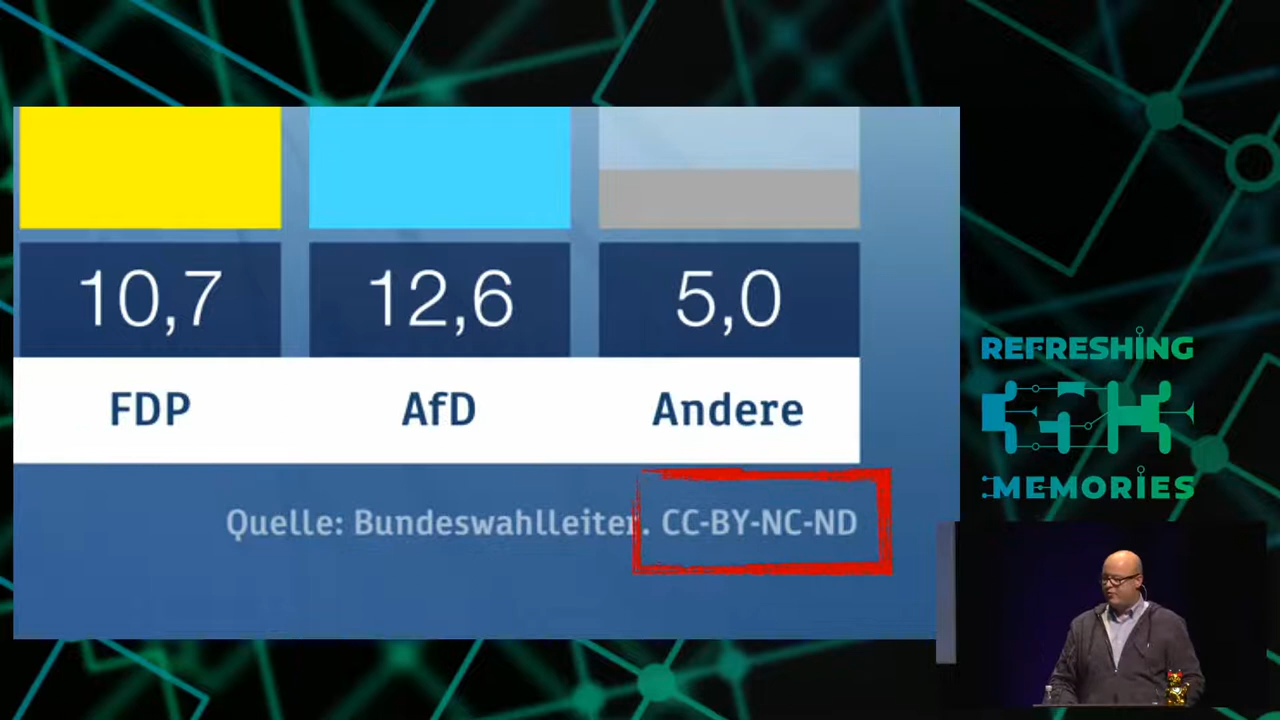 10,7 12,6 5,0
FDP AfD Andere
Quelle: Bundeswahlleiter. CC-BY-NC-ND
REFRESHING
MEMORIES